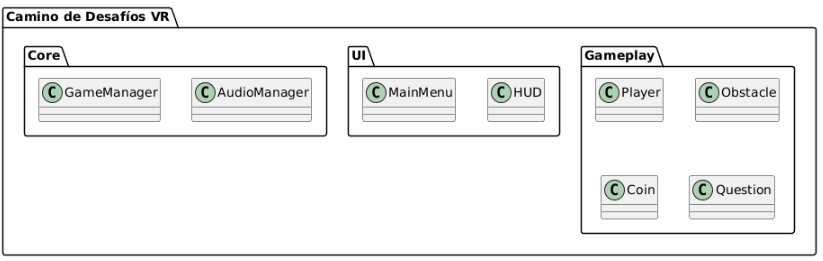 Camino de Desafíos VR
Core
UI
Gameplay
C GameManager
C AudioManager
C MainMenu
C HUD
C Player
C Obstacle
C Coin
C Question